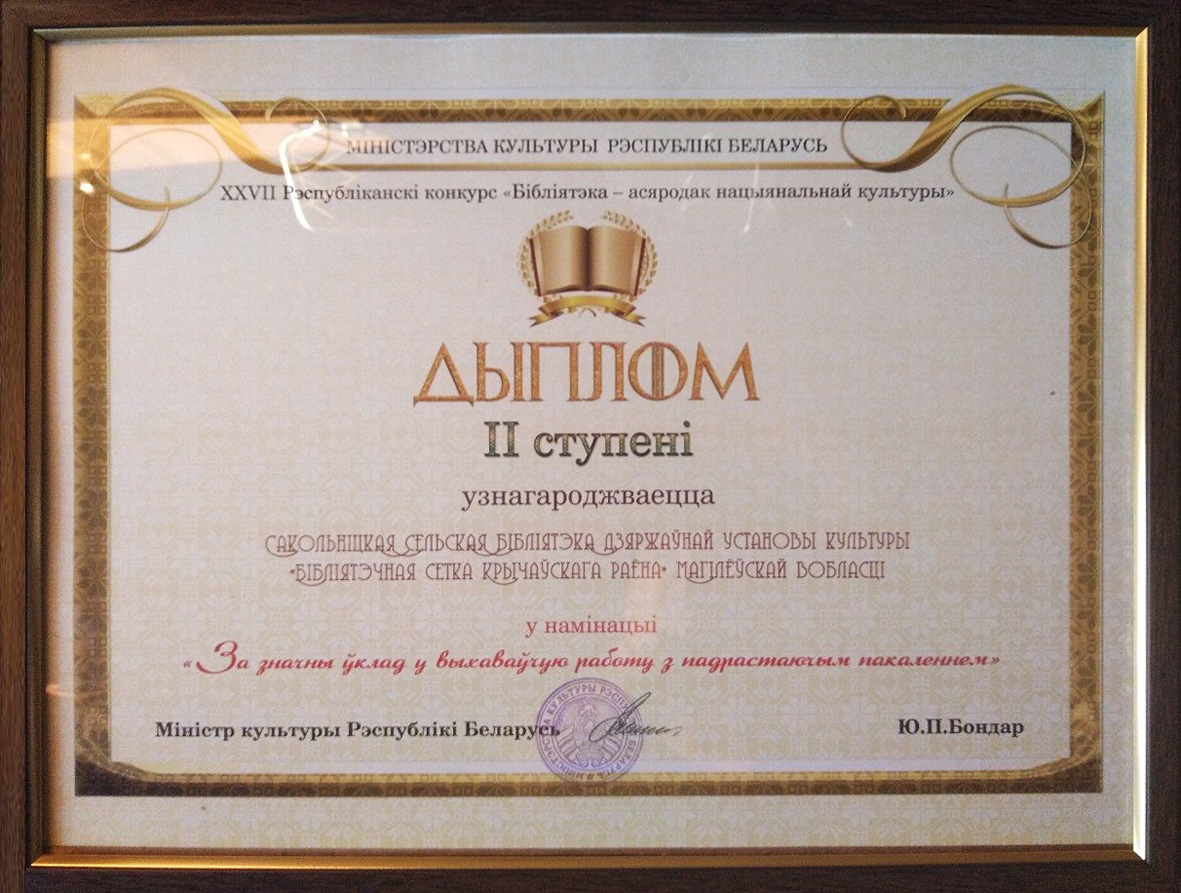 МІНІСТЭРСТВА КУЛЬТУРЫ РЭСПУБЛІКІ БЕЛАРУСЬ
XXVII Рэспубліканскі конкурс «Бібліятэка – асяродак нацыянальнай культуры»
ДЫПЛОМ
II ступені
узнагароджваецца
САКОЛЬНІЦКАЯ СЕЛЬСКАЯ БІБЛІЯТЭКА ДЗЯРЖАЎНАЙ УСТАНОВЫ КУЛЬТУРЫ
«БІБЛІЯТЭЧНАЯ СЕТКА КРЫЧАЎСКАГА РАЁНА» МАГІЛЁЎСКАЙ ВОБЛАСЦІ
у намінацыі
«За значны ўклад у выхаваўчую работу з падрастаючым пакаленнем»
Міністр культуры Рэспублікі Беларусь Ю.П.Бондар